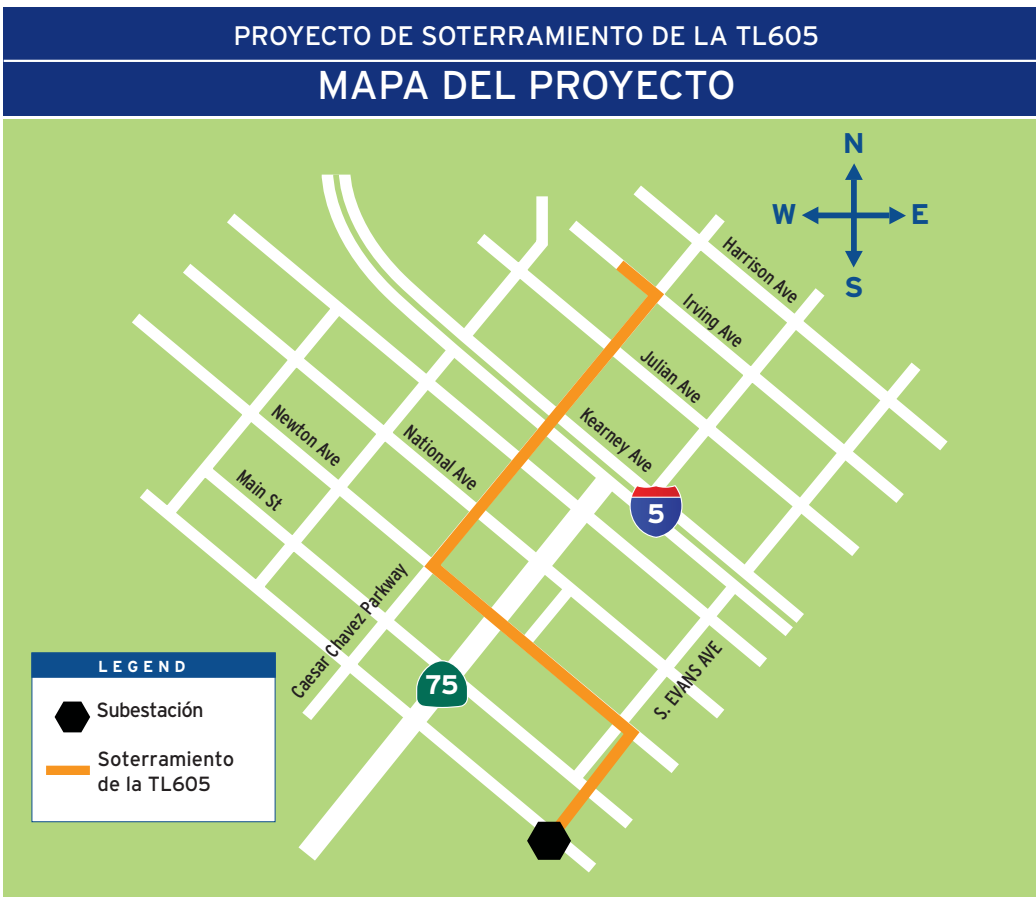 PROYECTO DE SOTERRAMIENTO DE LA TL605
MAPA DEL PROYECTO
N
W
E
S
Harrison Ave
Irving Ave
Julian Ave
Kearney Ave
5
National Ave
Newton Ave
Main St
Caesar Chavez Parkway
75
S. EVANS AVE
LEGEND
Subestación
Soterramiento
de la TL605